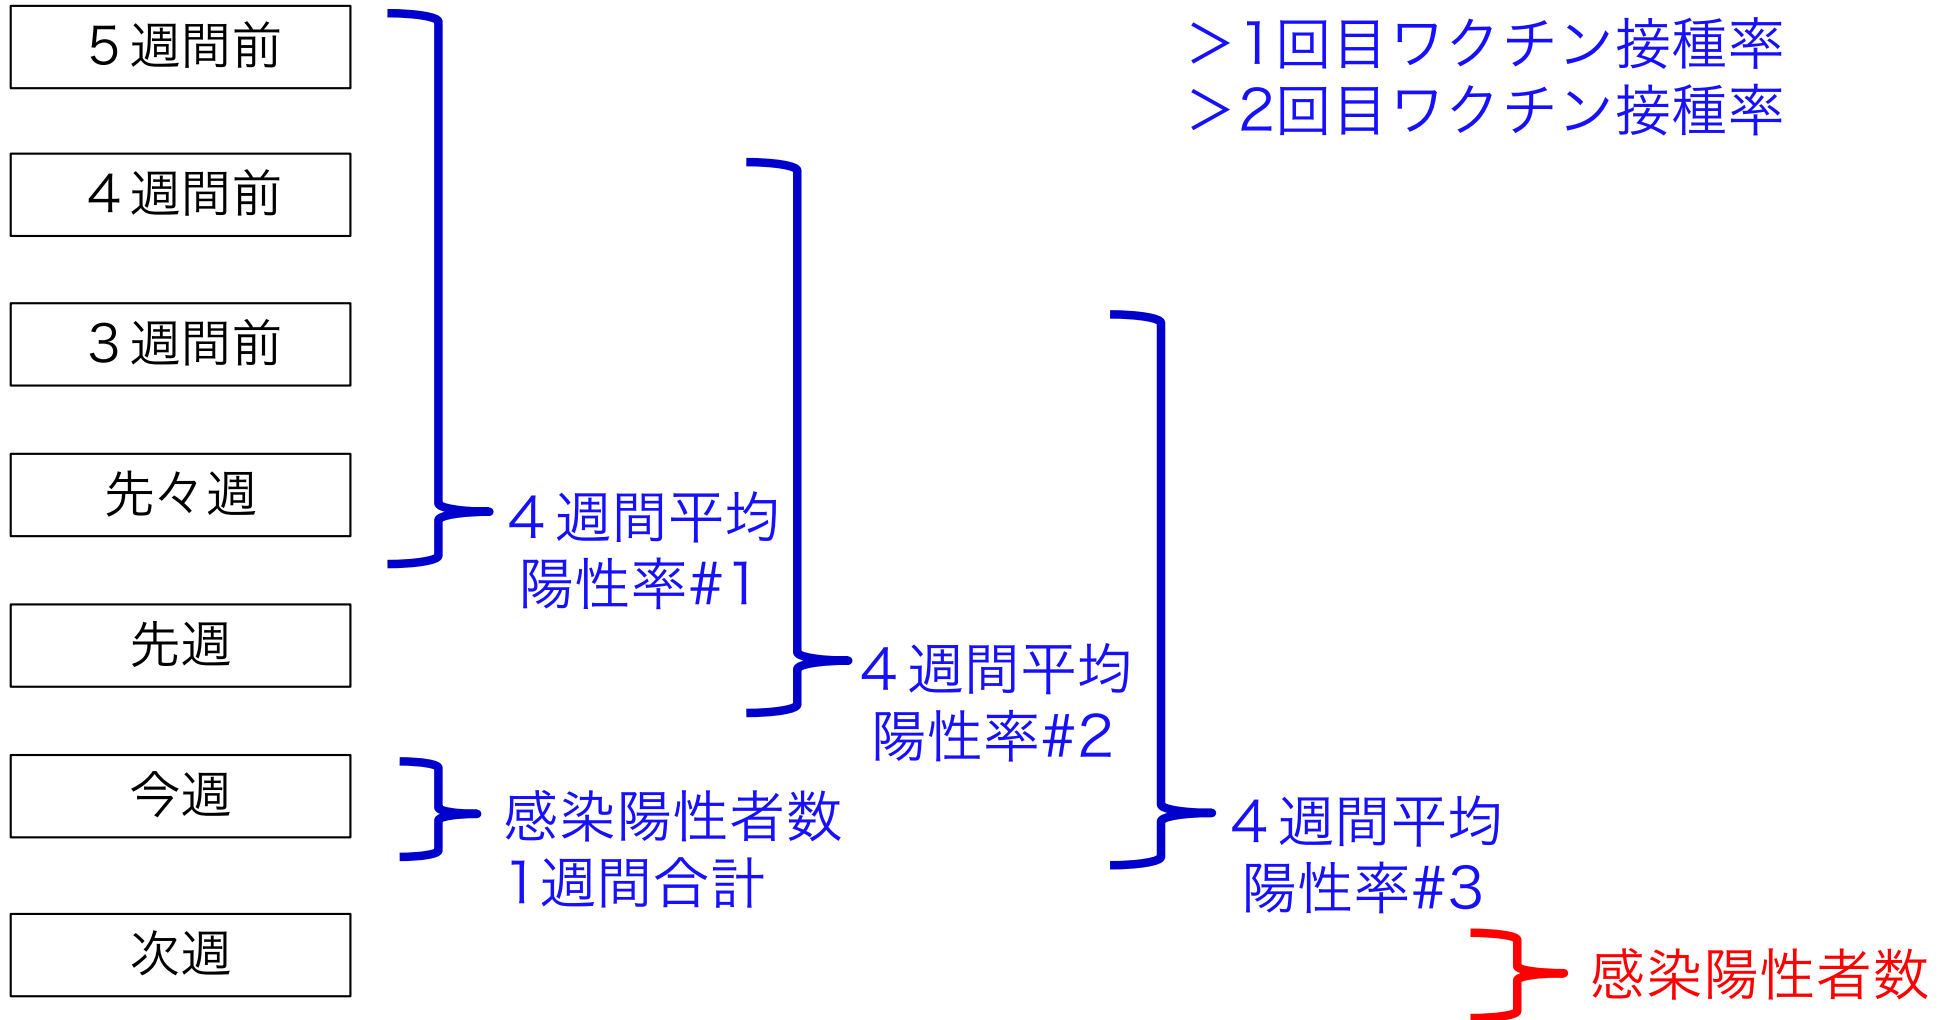 ５週間前
４週間前
３週間前
先々週
先週
今週
次週
４週間平均
陽性率#1
４週間平均
陽性率#2
４週間平均
陽性率#3
感染陽性者数
1週間合計
感染陽性者数
>1回目ワクチン接種率
>2回目ワクチン接種率